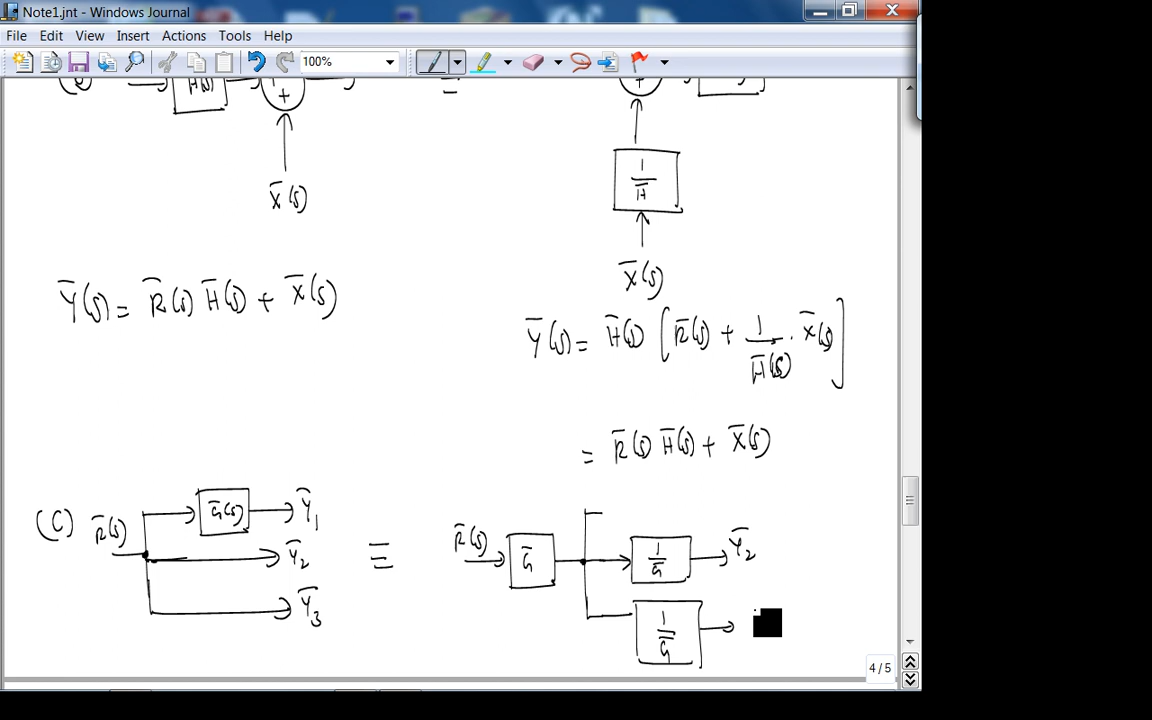 Note1.jnt - Windows Journal
File Edit View Insert Actions Tools Help
100%
H(s)
+
+
X̄(s)
1/H̄
X̄(s)
Ȳ(s) = R̄(s) H̄(s) + X̄(s)
Ȳ(s) = H̄(s) [R̄(s) + 1/H̄(s) . X̄(s)]
= R̄(s) H̄(s) + X̄(s)
(C) R̄(s) Ḡ(s) Ȳ1
Ȳ2
Ȳ3
≡
R̄(s) Ḡ 1/Ḡ Ȳ2
1/Ḡ
4 / 5